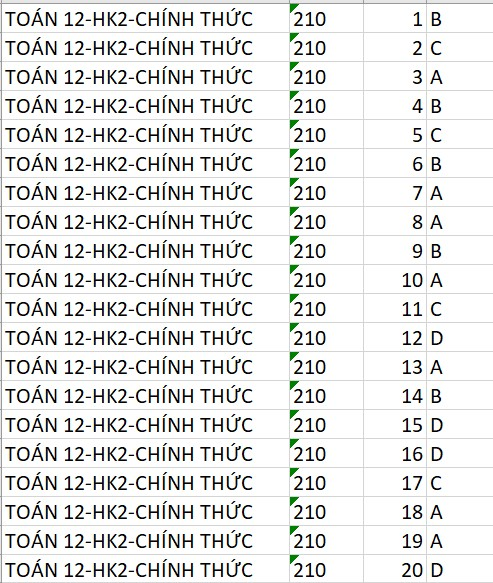 TOÁN 12-HK2-CHÍNH THỨC 210 1 B
TOÁN 12-HK2-CHÍNH THỨC 210 2 C
TOÁN 12-HK2-CHÍNH THỨC 210 3 A
TOÁN 12-HK2-CHÍNH THỨC 210 4 B
TOÁN 12-HK2-CHÍNH THỨC 210 5 C
TOÁN 12-HK2-CHÍNH THỨC 210 6 B
TOÁN 12-HK2-CHÍNH THỨC 210 7 A
TOÁN 12-HK2-CHÍNH THỨC 210 8 A
TOÁN 12-HK2-CHÍNH THỨC 210 9 B
TOÁN 12-HK2-CHÍNH THỨC 210 10 A
TOÁN 12-HK2-CHÍNH THỨC 210 11 C
TOÁN 12-HK2-CHÍNH THỨC 210 12 D
TOÁN 12-HK2-CHÍNH THỨC 210 13 A
TOÁN 12-HK2-CHÍNH THỨC 210 14 B
TOÁN 12-HK2-CHÍNH THỨC 210 15 D
TOÁN 12-HK2-CHÍNH THỨC 210 16 D
TOÁN 12-HK2-CHÍNH THỨC 210 17 C
TOÁN 12-HK2-CHÍNH THỨC 210 18 A
TOÁN 12-HK2-CHÍNH THỨC 210 19 A
TOÁN 12-HK2-CHÍNH THỨC 210 20 D